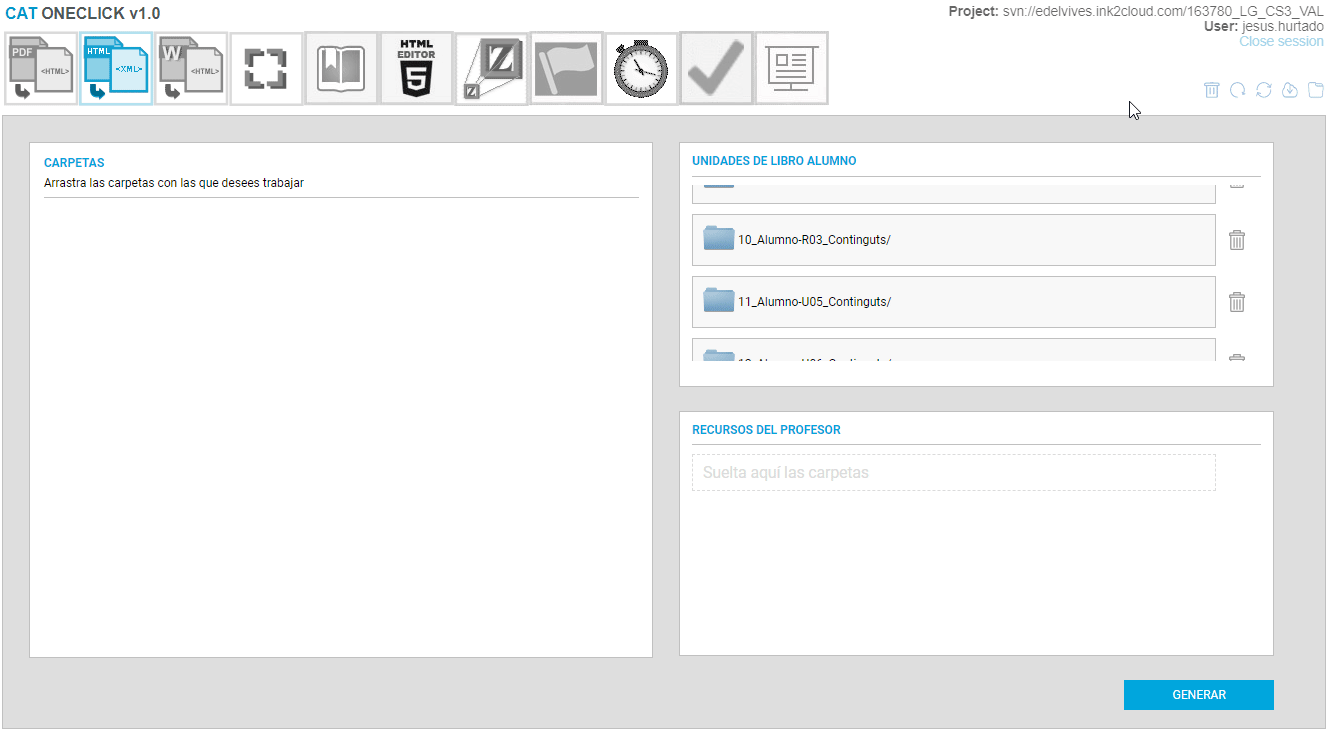 CAT ONECLICK v1.0
Project: svn://edelvives.ink2cloud.com/163780_LG_CS3_VAL
User: jesus.hurtado
Close session
PDF
<HTML>
HTML
<XML>
W
<HTML>
HTML
EDITOR
5
Z
Z
CARPETAS
Arrastra las carpetas con las que desees trabajar
UNIDADES DE LIBRO ALUMNO
10_Alumno-R03_Continguts/
11_Alumno-U05_Continguts/
RECURSOS DEL PROFESOR
Suelta aquí las carpetas
GENERAR